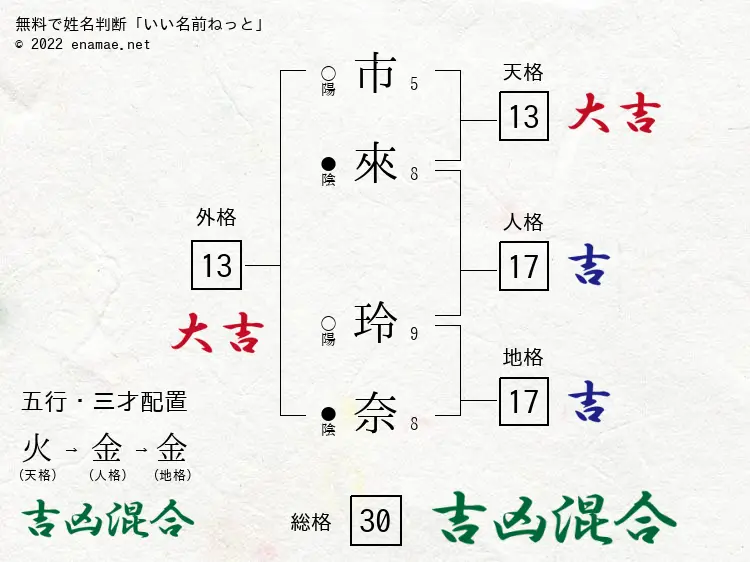 無料で姓名判断「いい名前ねっと」
© 2022 enamae.net
○陽 市 5
●陰 來 8
○陽 玲 9
●陰 奈 8
天格
13 大吉
人格
17 吉
地格
17 吉
外格
13
大吉
五行・三才配置
火 → 金 → 金
(天格) (人格) (地格)
吉凶混合
総格 30 吉凶混合